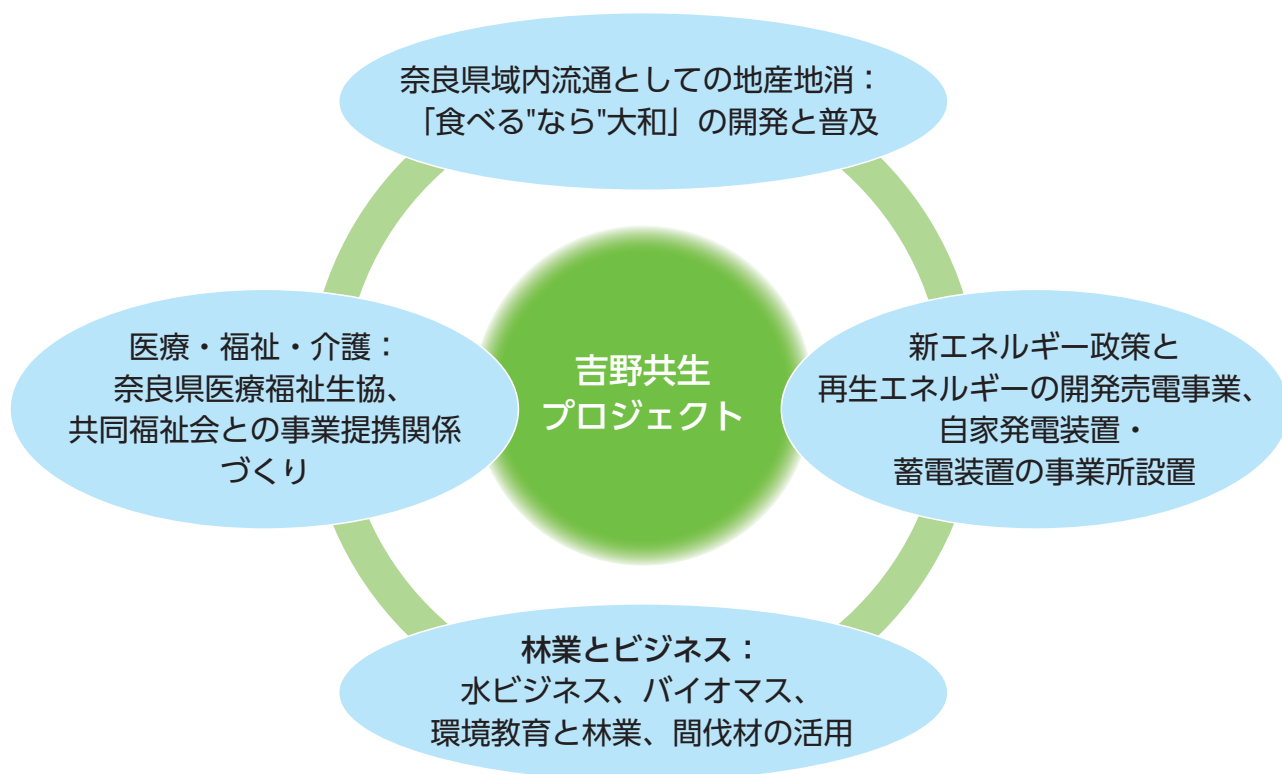 奈良県域内流通としての地産地消：
「食べる"なら"大和」の開発と普及
医療・福祉・介護：
奈良県医療福祉生協、
共同福祉会との事業提携関係
づくり
吉野共生
プロジェクト
新エネルギー政策と
再生エネルギーの開発売電事業、
自家発電装置・
蓄電装置の事業所設置
林業とビジネス：
水ビジネス、バイオマス、
環境教育と林業、間伐材の活用